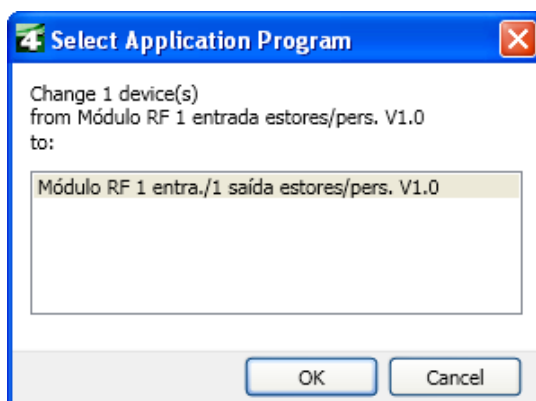 4 Select Application Program
Change 1 device(s)
from Módulo RF 1 entrada estores/pers. V1.0
to:
Módulo RF 1 entra./1 saída estores/pers. V1.0
OK Cancel